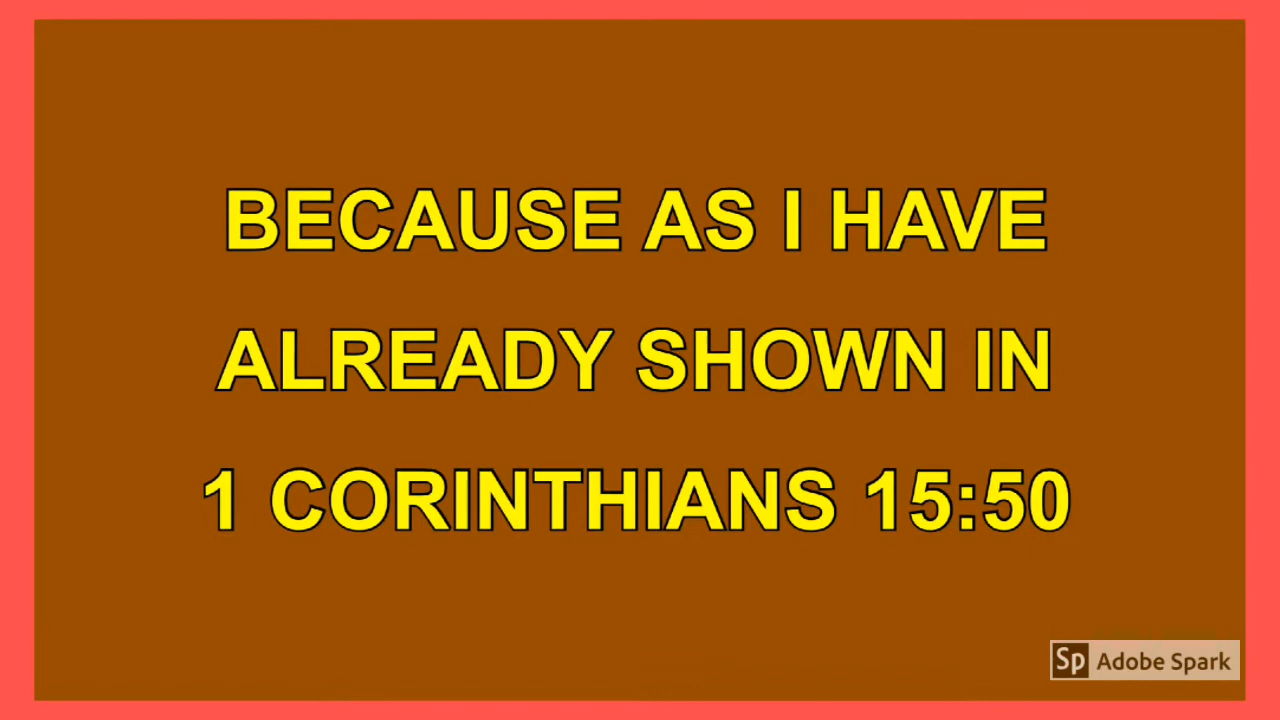 BECAUSE AS I HAVE
ALREADY SHOWN IN
1 CORINTHIANS 15:50
Sp Adobe Spark